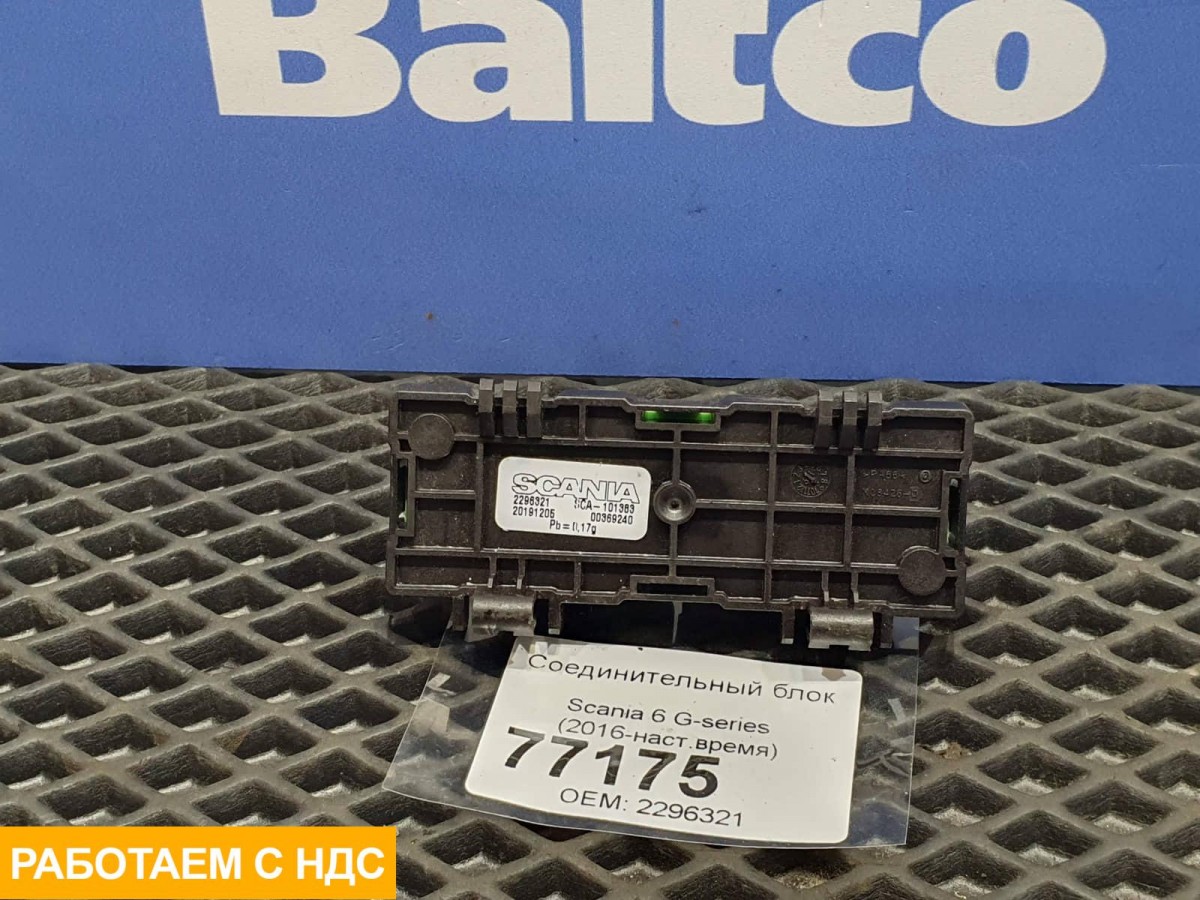 Baltco
SCANIA
2296321 SCA-101383
20191205 00369240
Pb=0,17g
Соединительный блок
Scania 6 G-series
(2016-наст.время)
77175
OEM: 2296321
РАБОТАЕМ С НДС